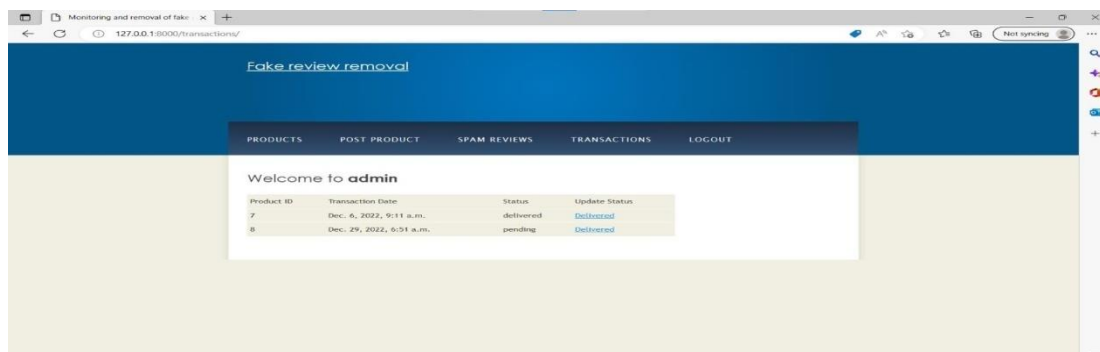 Monitoring and removal of fake
127.0.0.1:8000/transactions/
Not syncing
Fake review removal
PRODUCTS POST PRODUCT SPAM REVIEWS TRANSACTIONS LOGOUT
Welcome to admin
Product ID Transaction Date Status Update Status
7 Dec. 6, 2022, 9:11 a.m. delivered Delivered
8 Dec. 29, 2022, 6:51 a.m. pending Delivered